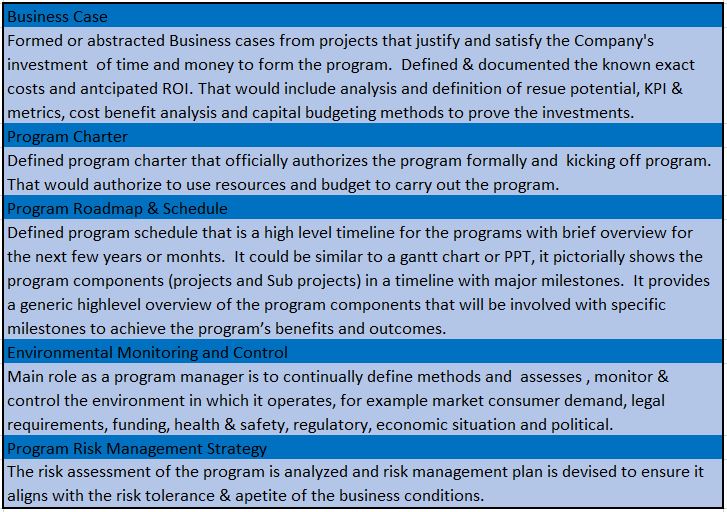 Business Case
Formed or abstracted Business cases from projects that justify and satisfy the Company's
investment  of time and money to form the program.  Defined & documented the known exact
costs and antcipated ROI. That would include analysis and definition of resue potential, KPI &
metrics, cost benefit analysis and capital budgeting methods to prove the investments.
Program Charter
Defined program charter that officially authorizes the program formally and  kicking off program.
That would authorize to use resources and budget to carry out the program.
Program Roadmap & Schedule
Defined program schedule that is a high level timeline for the programs with brief overview for
the next few years or monhts.  It could be similar to a gantt chart or PPT, it pictorially shows the
program components (projects and Sub projects) in a timeline with major milestones.  It provides
a generic highlevel overview of the program components that will be involved with specific
milestones to achieve the program’s benefits and outcomes.
Environmental Monitoring and Control
Main role as a program manager is to continually define methods and  assesses , monitor &
control the environment in which it operates, for example market consumer demand, legal
requirements, funding, health & safety, regulatory, economic situation and political.
Program Risk Management Strategy
The risk assessment of the program is analyzed and risk management plan is devised to ensure it
aligns with the risk tolerance & apetite of the business conditions.